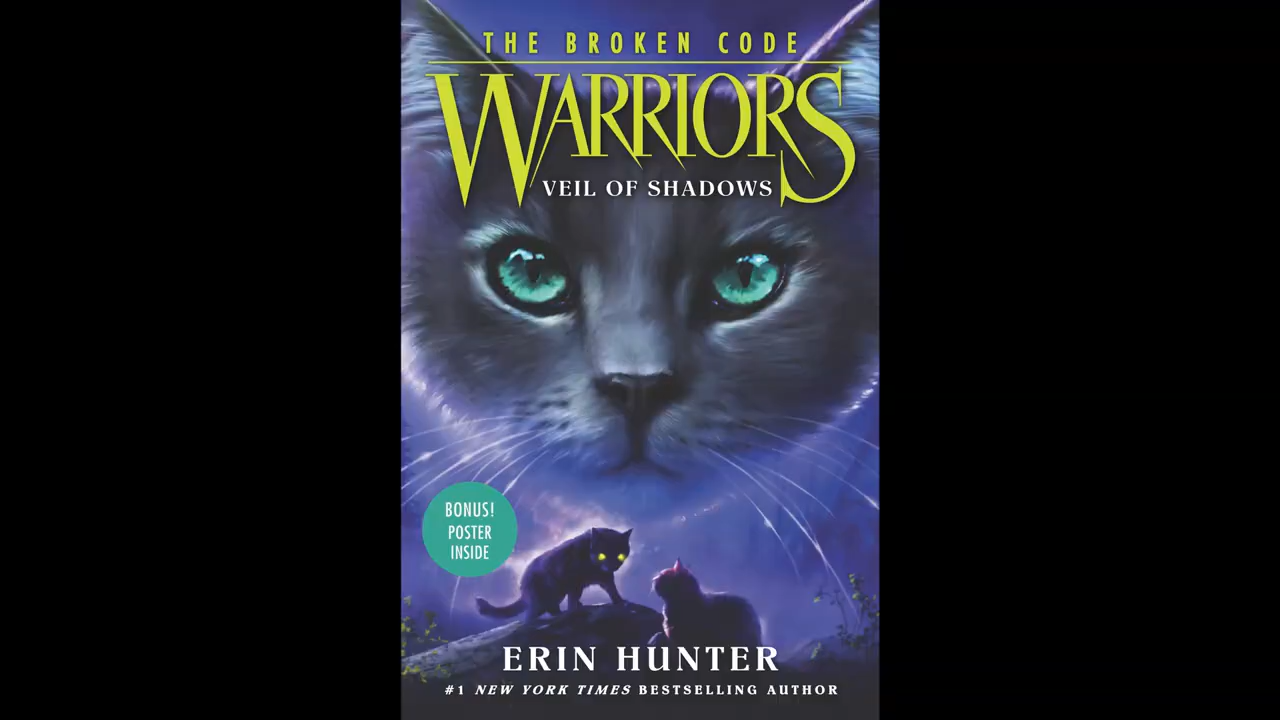 THE BROKEN CODE
WARRIORS
VEIL OF SHADOWS
BONUS!
POSTER
INSIDE
ERIN HUNTER
#1 NEW YORK TIMES BESTSELLING AUTHOR